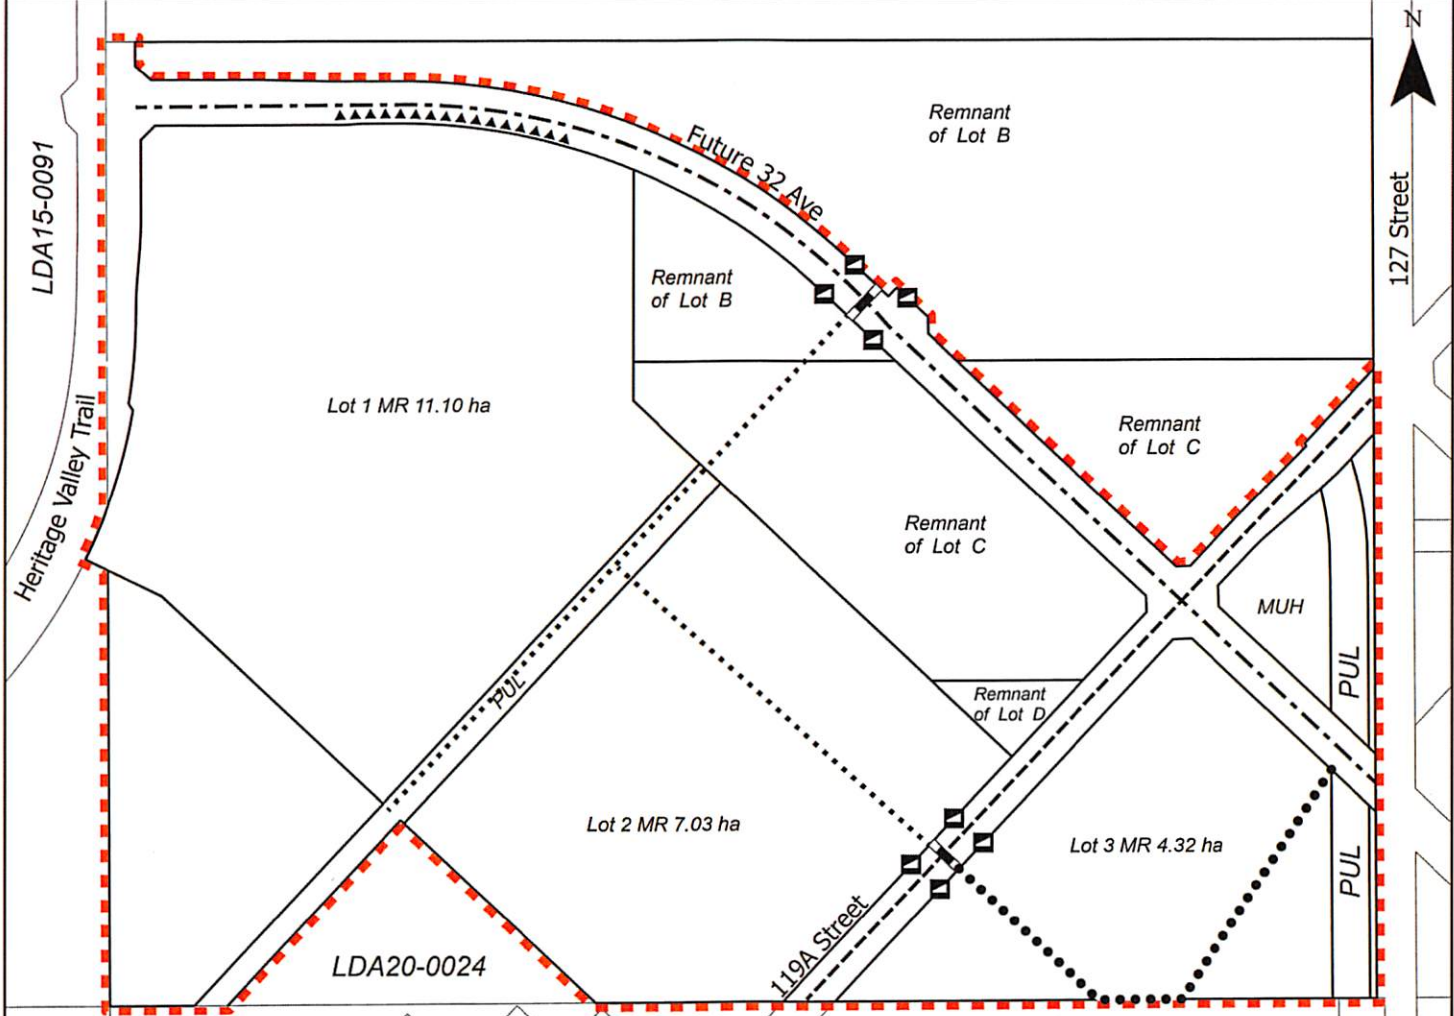 N
Remnant
of Lot B
Future 32 Ave
127 Street
LDA15-0091
Remnant
of Lot B
Lot 1 MR 11.10 ha
Remnant
of Lot C
Heritage Valley Trail
Remnant
of Lot C
MUH
PUL
PUL
Remnant
of Lot D
Lot 2 MR 7.03 ha
Lot 3 MR 4.32 ha
PUL
119A Street
LDA20-0024